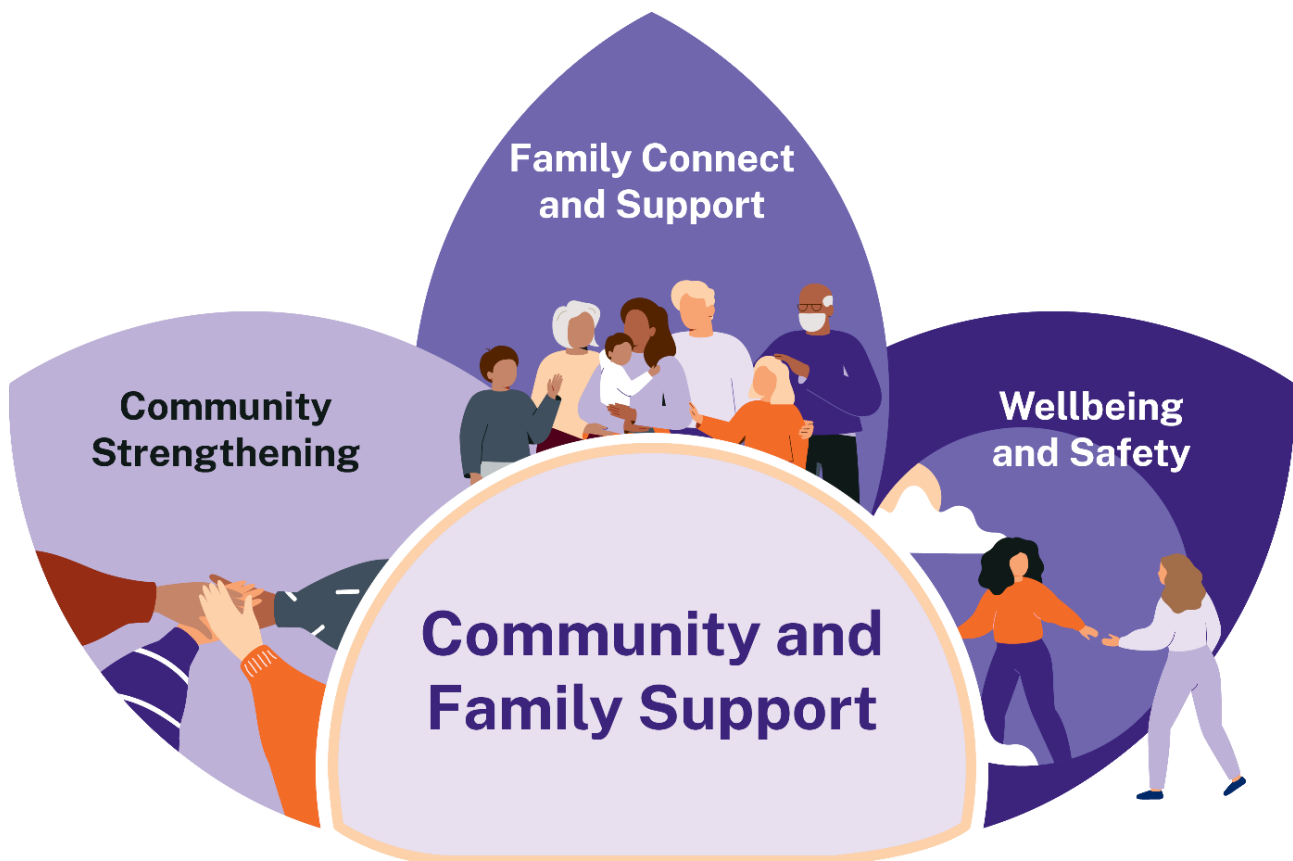 Family Connect
and Support
Community
Strengthening
Wellbeing
and Safety
Community and
Family Support